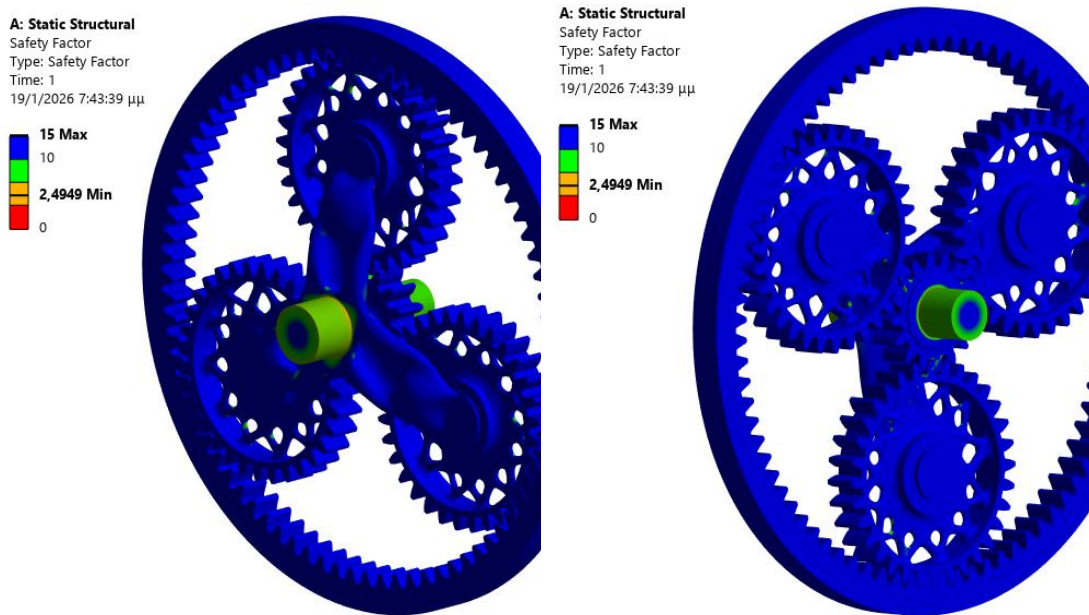 A: Static Structural
Safety Factor
Type: Safety Factor
Time: 1
19/1/2026 7:43:39 μμ
15 Max
10
2,4949 Min
0
A: Static Structural
Safety Factor
Type: Safety Factor
Time: 1
19/1/2026 7:43:39 μμ
15 Max
10
2,4949 Min
0